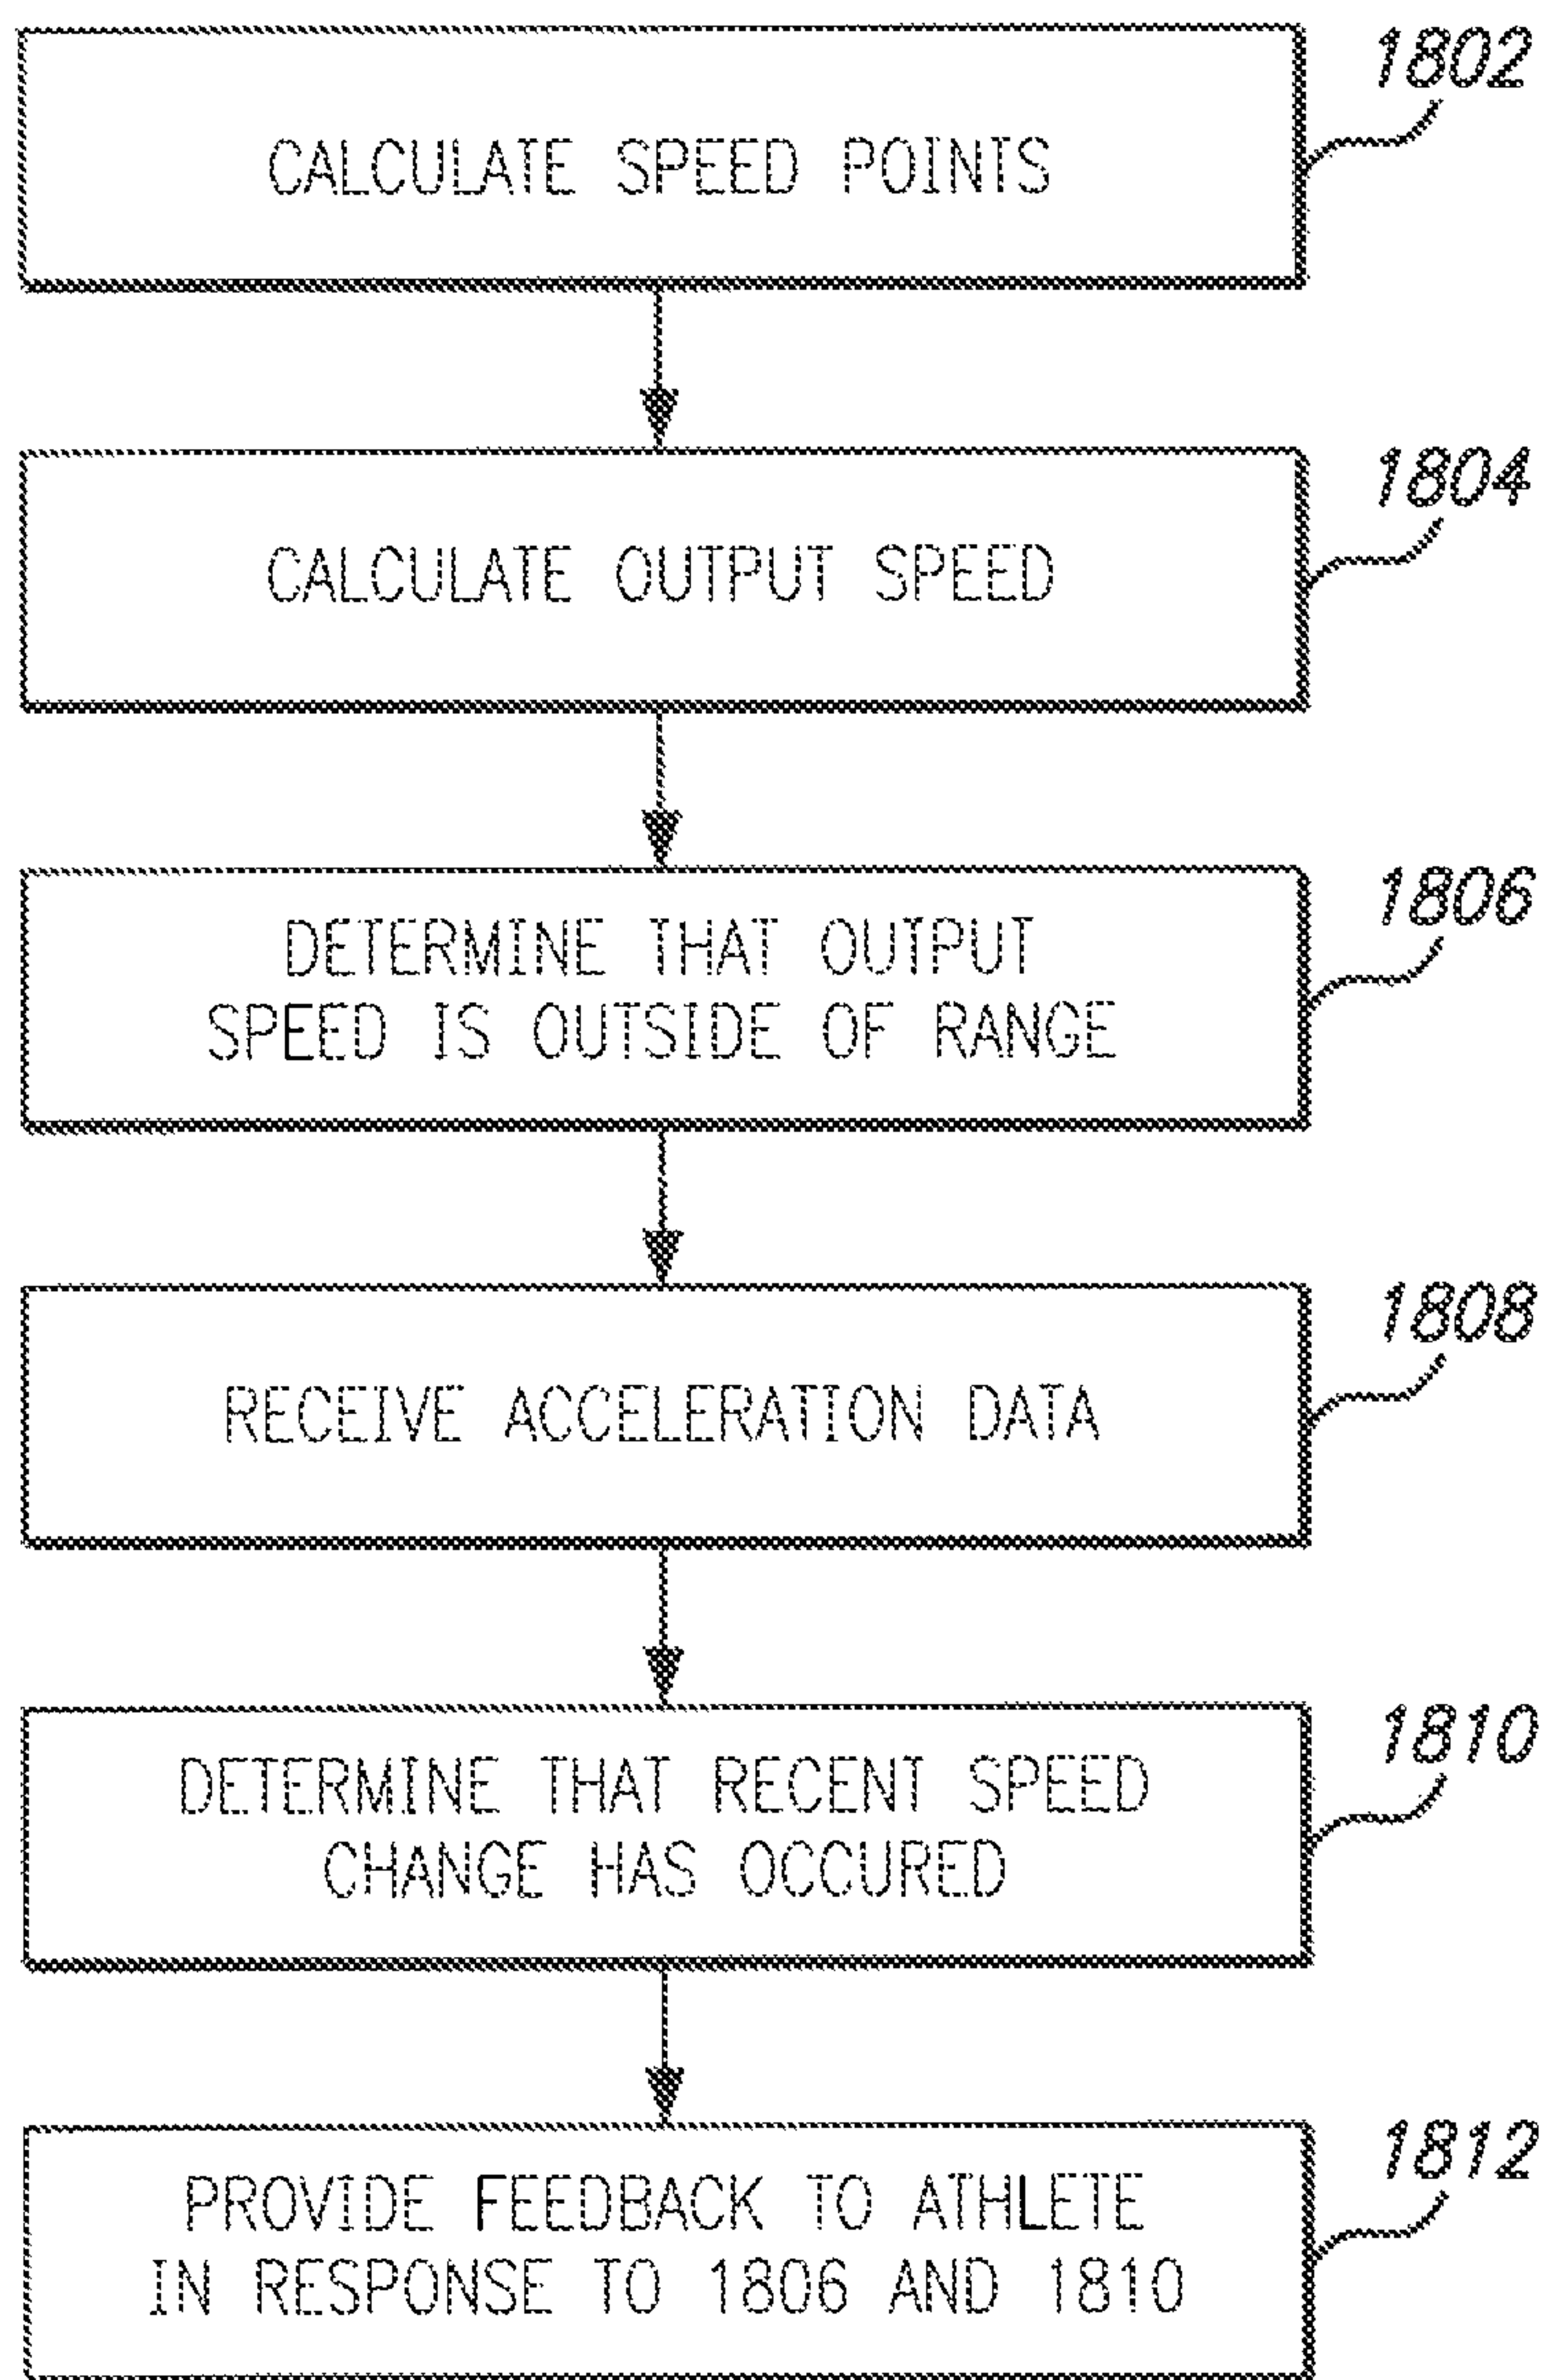 1802
CALCULATE SPEED POINTS
1804
CALCULATE OUTPUT SPEED
1806
DETERMINE THAT OUTPUT
SPEED IS OUTSIDE OF RANGE
1808
RECEIVE ACCELERATION DATA
1810
DETERMINE THAT RECENT SPEED
CHANGE HAS OCCURED
1812
PROVIDE FEEDBACK TO ATHLETE
IN RESPONSE TO 1806 AND 1810